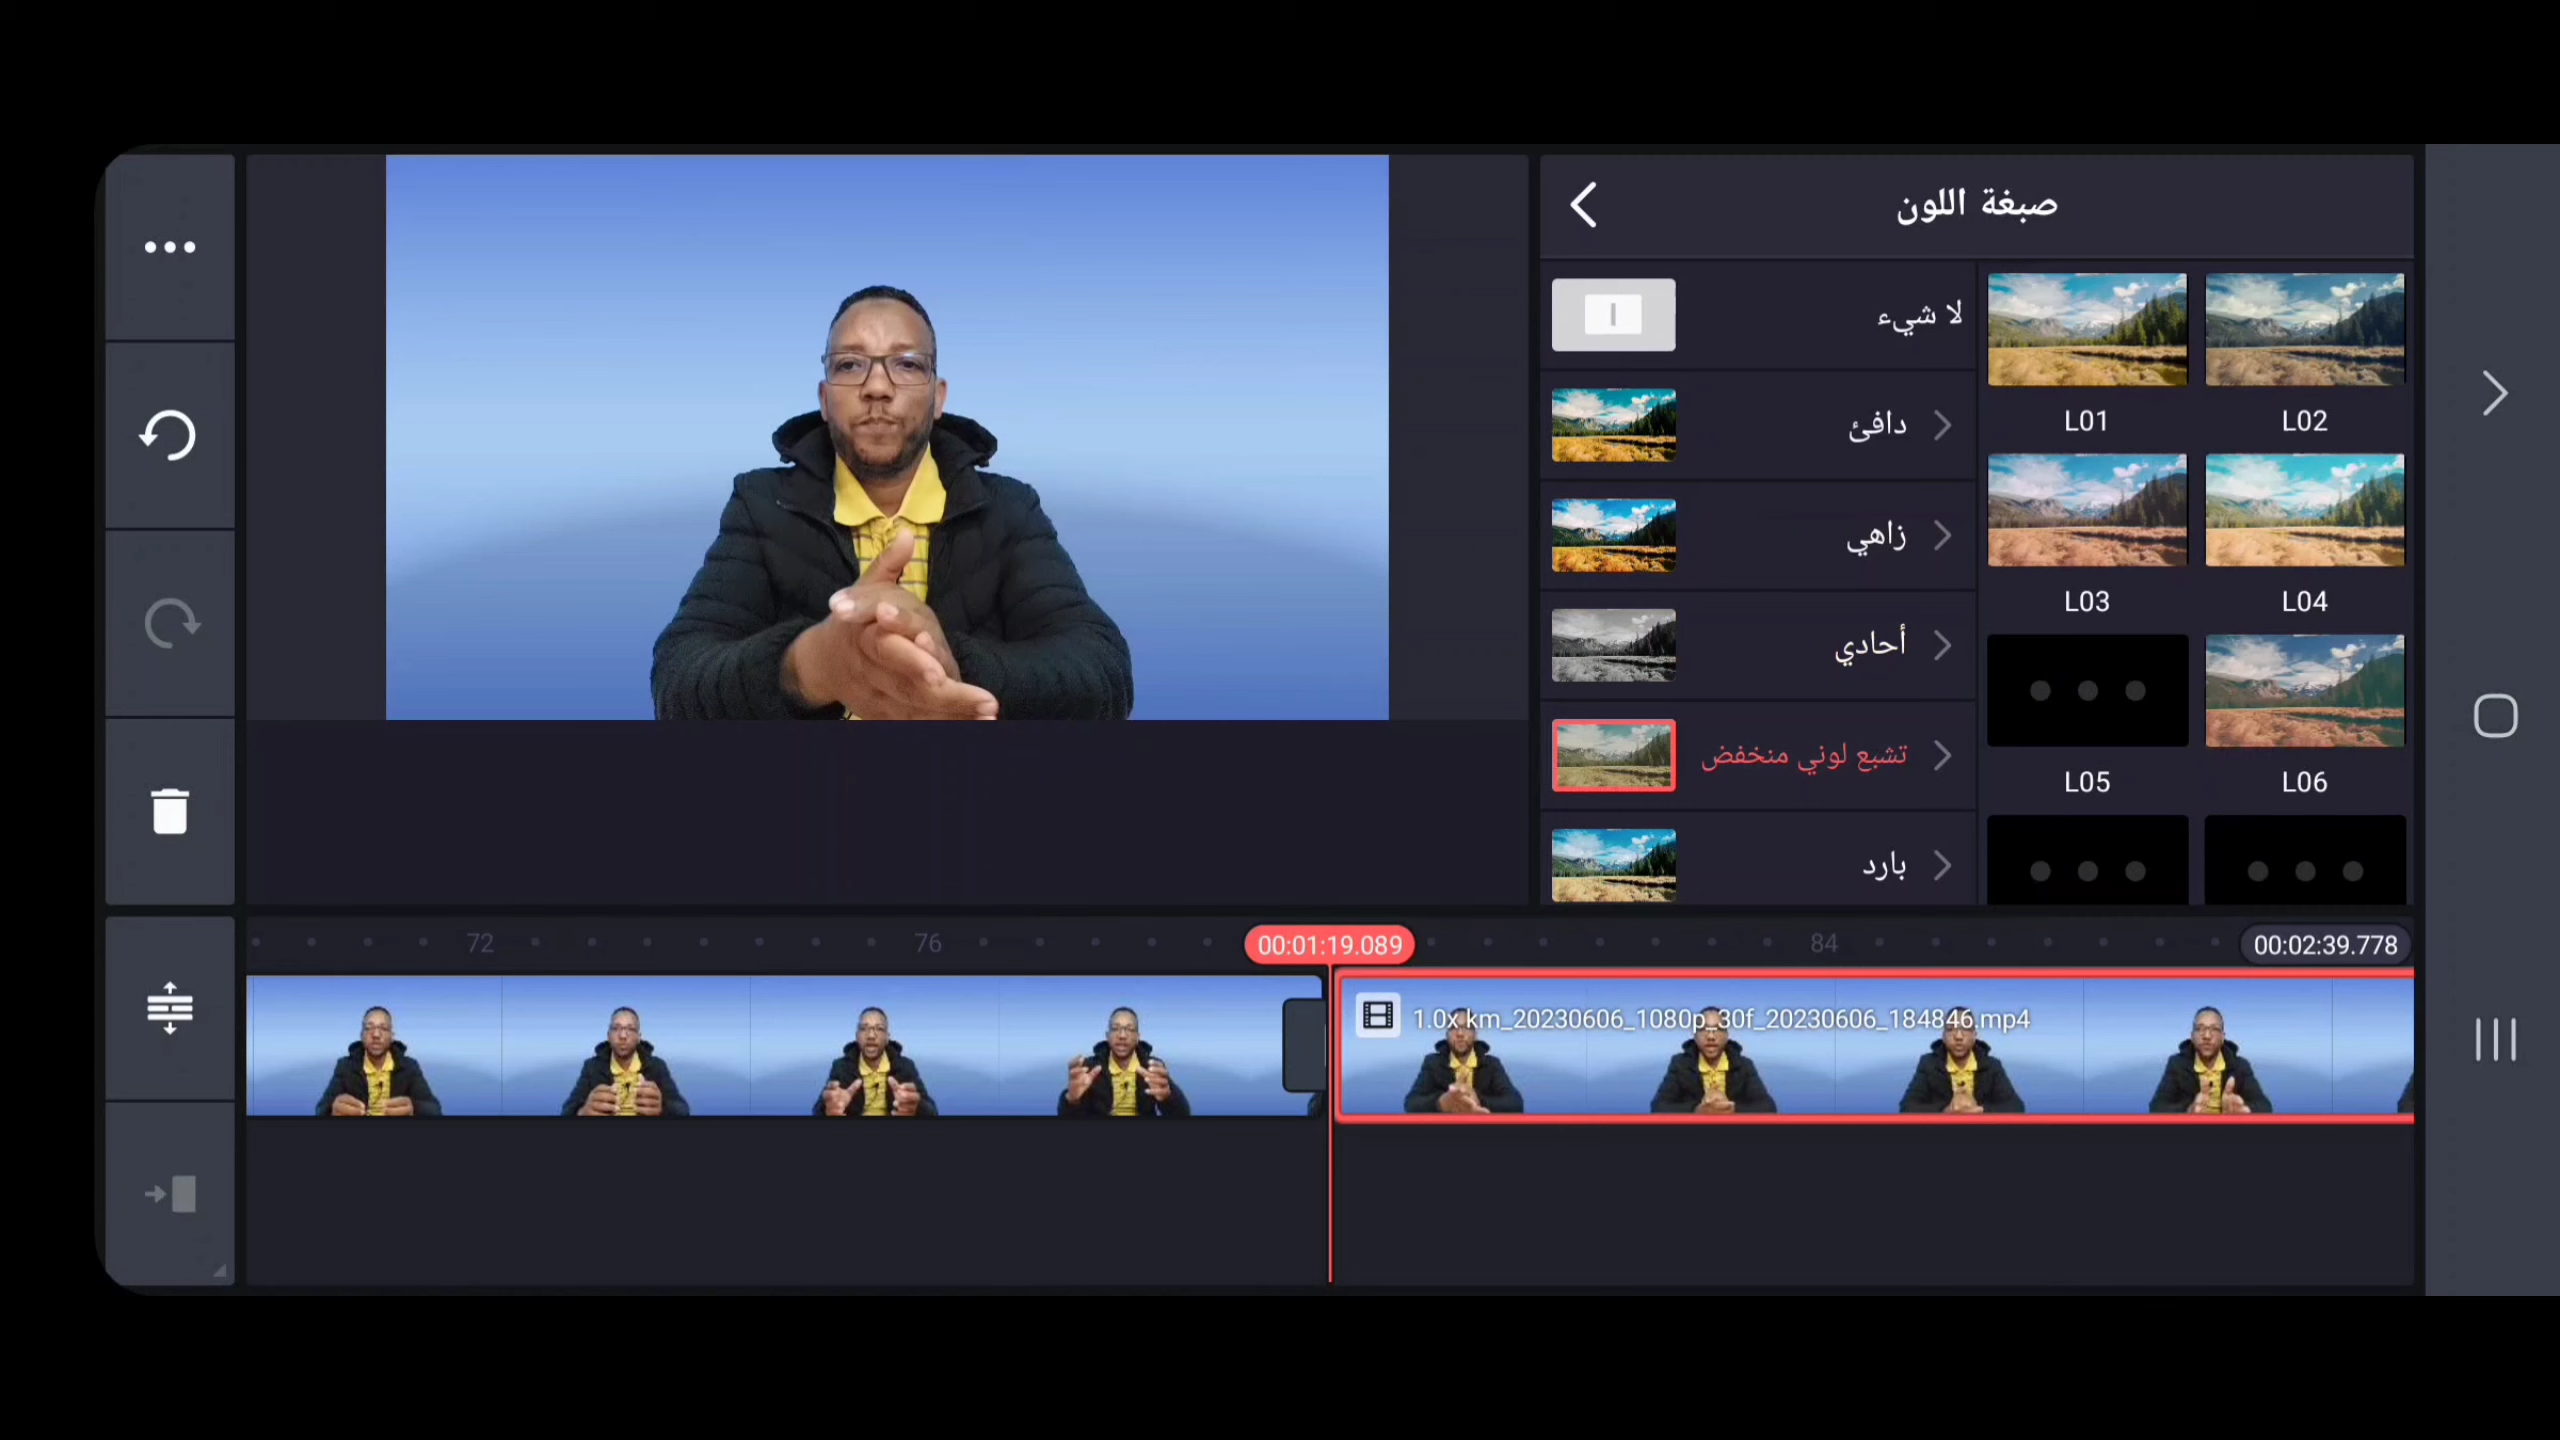 صبغة اللون
لا شيء
دافئ
زاهي
أحادي
تشبع لوني منخفض
بارد
L01
L02
L03
L04
L05
L06
72
76
00:01:19.089
84
00:02:39.778
1.0x km_20230606_1080p_30f_20230606_184846.mp4